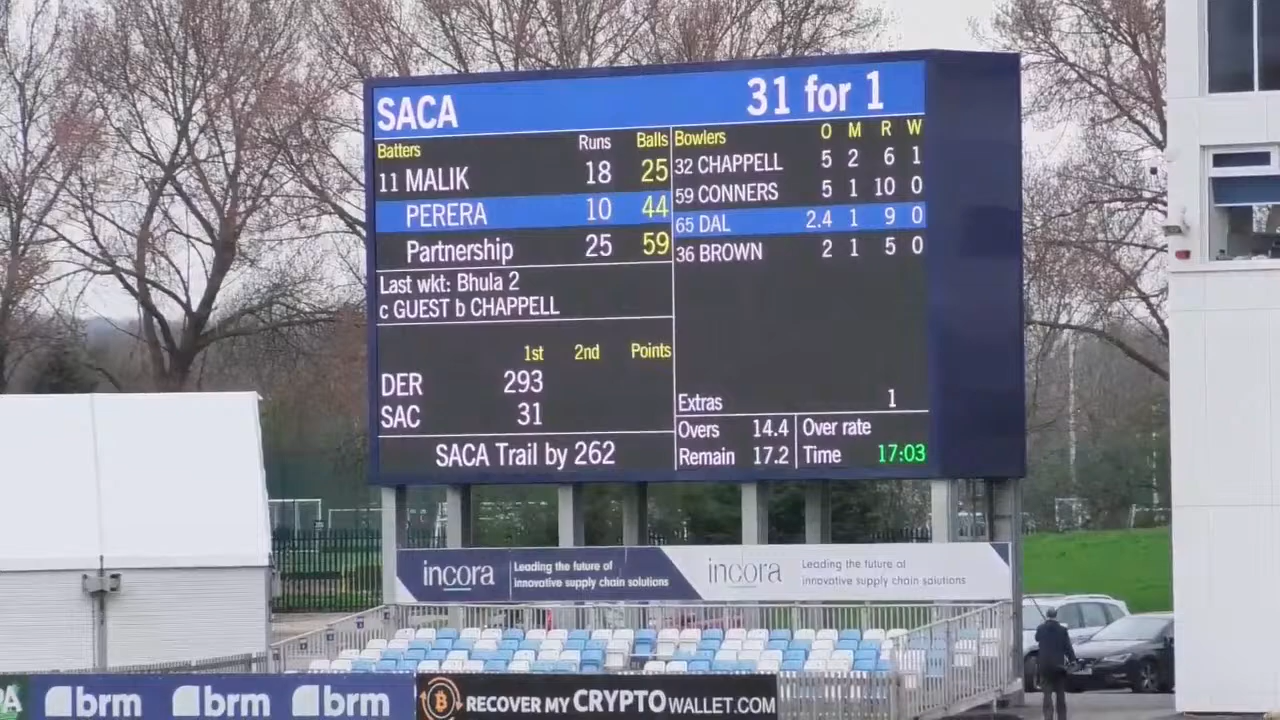 SACA 31 for 1
Batters Runs Balls
11 MALIK 18 25
PERERA 10 44
Partnership 25 59
Last wkt: Bhula 2
c GUEST b CHAPPELL
1st 2nd Points
DER 293
SAC 31
SACA Trail by 262
Bowlers O M R W
32 CHAPPELL 5 2 6 1
59 CONNERS 5 1 10 0
65 DAL 2.4 1 9 0
36 BROWN 2 1 5 0
Extras 1
Overs 14.4 Over rate
Remain 17.2 Time 17:03
incora Leading the future of
innovative supply chain solutions
incora Leading the future of
innovative supply chain solutions
brm brm brm
RECOVER MY CRYPTO WALLET.COM